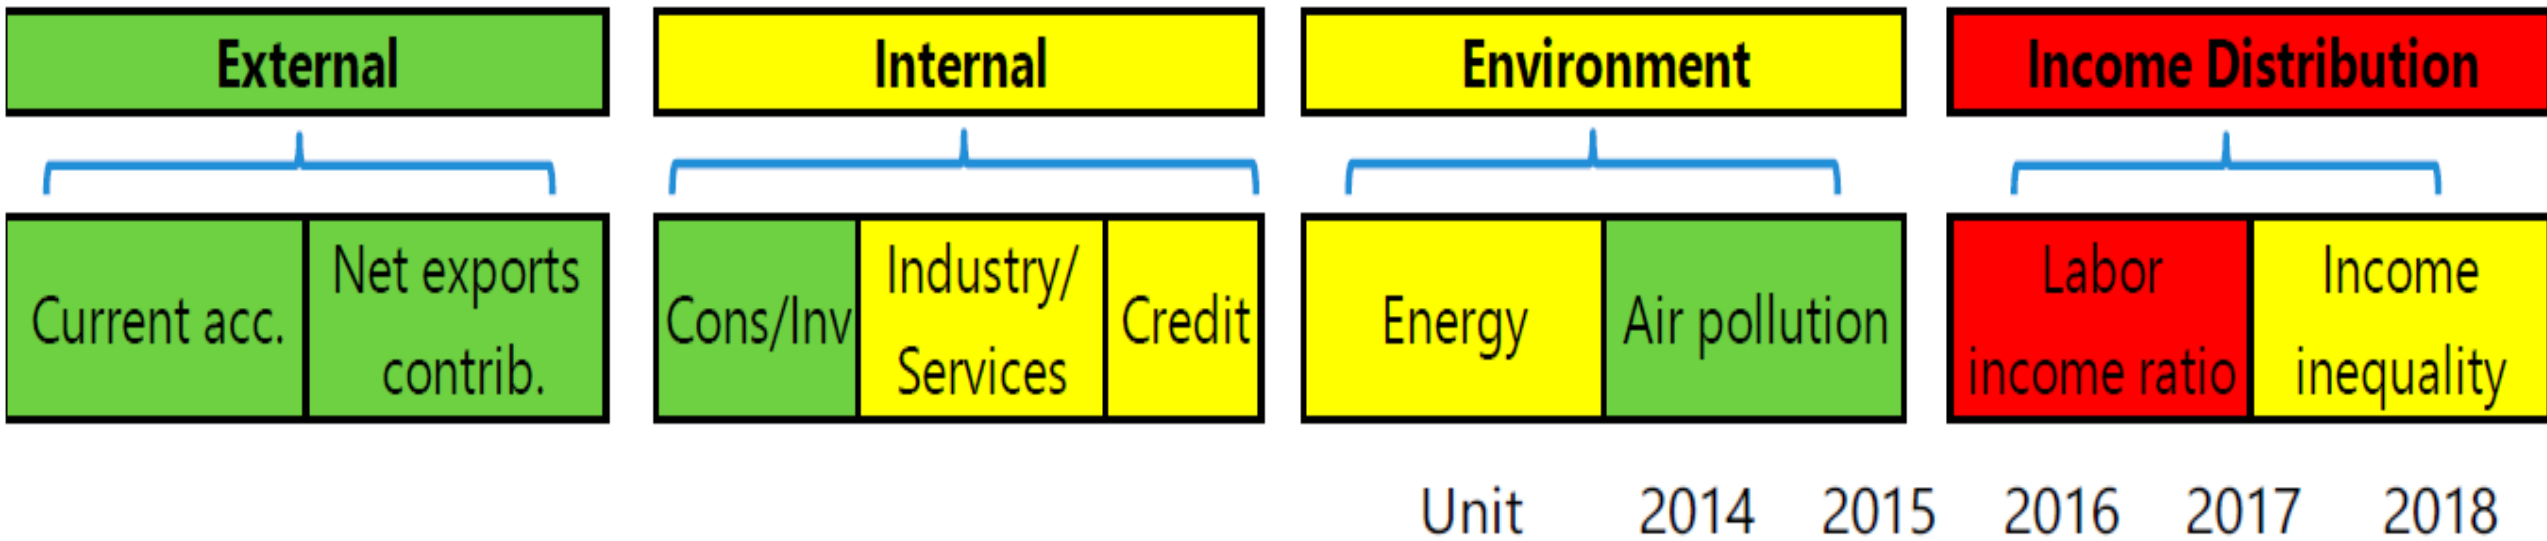 External
Internal
Environment
Income Distribution
Current acc.
Net exports
contrib.
Cons/Inv
Industry/
Services
Credit
Energy
Air pollution
Labor
income ratio
Income
inequality
Unit 2014 2015 2016 2017 2018